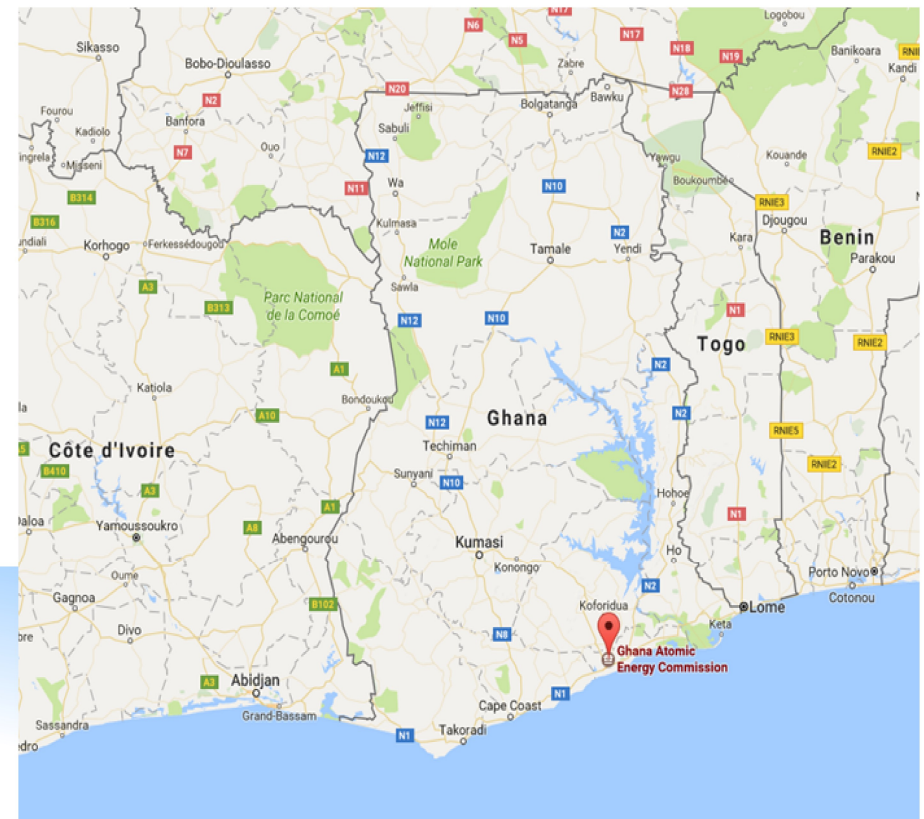 N17
Logobou
N6
N17
N5
N18
Sikasso
N19
Banikoara
Bobo-Dioulasso
Zabre
Kandi
N20
N28
N2
Bawku
Jeffisi
Bolgatanga
Fourou
Banfora
Sabuli
Kadiolo
Ouo
N7
N12
Kouande
RNIE2
Misseni
Yawgu
Wa
N10
Boukoumbés
N11
B314
RNIE3
B316
Kulmasa
Djougou
N2
Kara
Benin
Korhogo
Ferkessédougou
Mole
National Park
Tamale
Yendi
Parakou
A3
Sawla
Parc National
de la Comoé
B313
N1
N12
N10
RNIE3
Togo
RNIE2
A1
N2
Katiola
Bondoukou
N2
A10
Ghana
N12
RNIE5
Techiman
Côte d'Ivoire
RNIE2
B410
Sunyani
N10
A3
Hohoe
A1
N1
Yamoussoukro
A8
Abengourou
Kumasi
Ho
Konongo
Porto Novo
Oume
N2
Cotonou
Gagnoa
B102
Koforidua
Lome
Keta
Divo
N8
Ghana Atomic
Energy Commission
Abidjan
A3
N1
Cape Coast
Grand-Bassam
Sassandra
N1
Takoradi